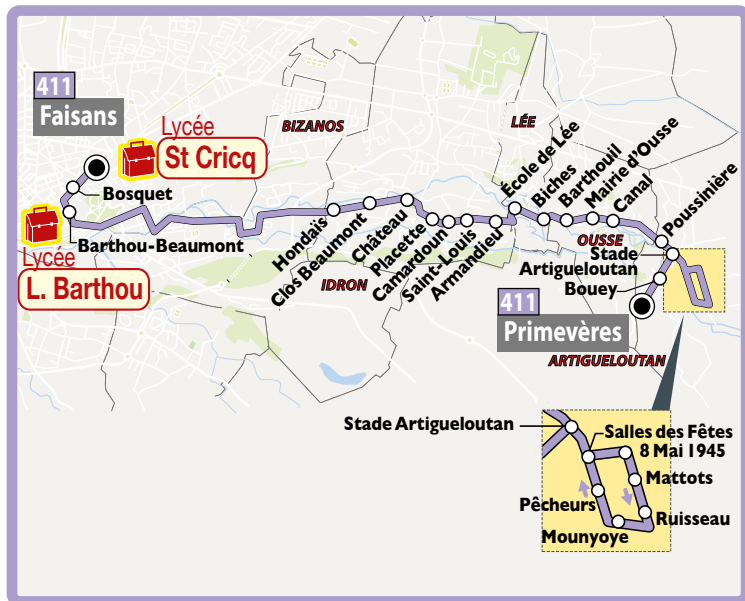 411
Faisans
Lycée
St Cricq
Bosquet
Barthou-Beaumont
Lycée
L. Barthou
BIZANOS
LÉE
IDRON
OUSSE
ARTIGUELOUTAN
Hondaïs
Clos Beaumont
Château
Placette
Camardoun
Saint-Louis
Armandieu
École de Lée
Biches
Barthouil
Mairie d'Ousse
Canal
Poussinière
Stade
Artigueloutan
Bouey
411
Primevères
Stade Artigueloutan
Salles des Fêtes
8 Mai 1945
Mattots
Pêcheurs
Ruisseau
Mounyoye